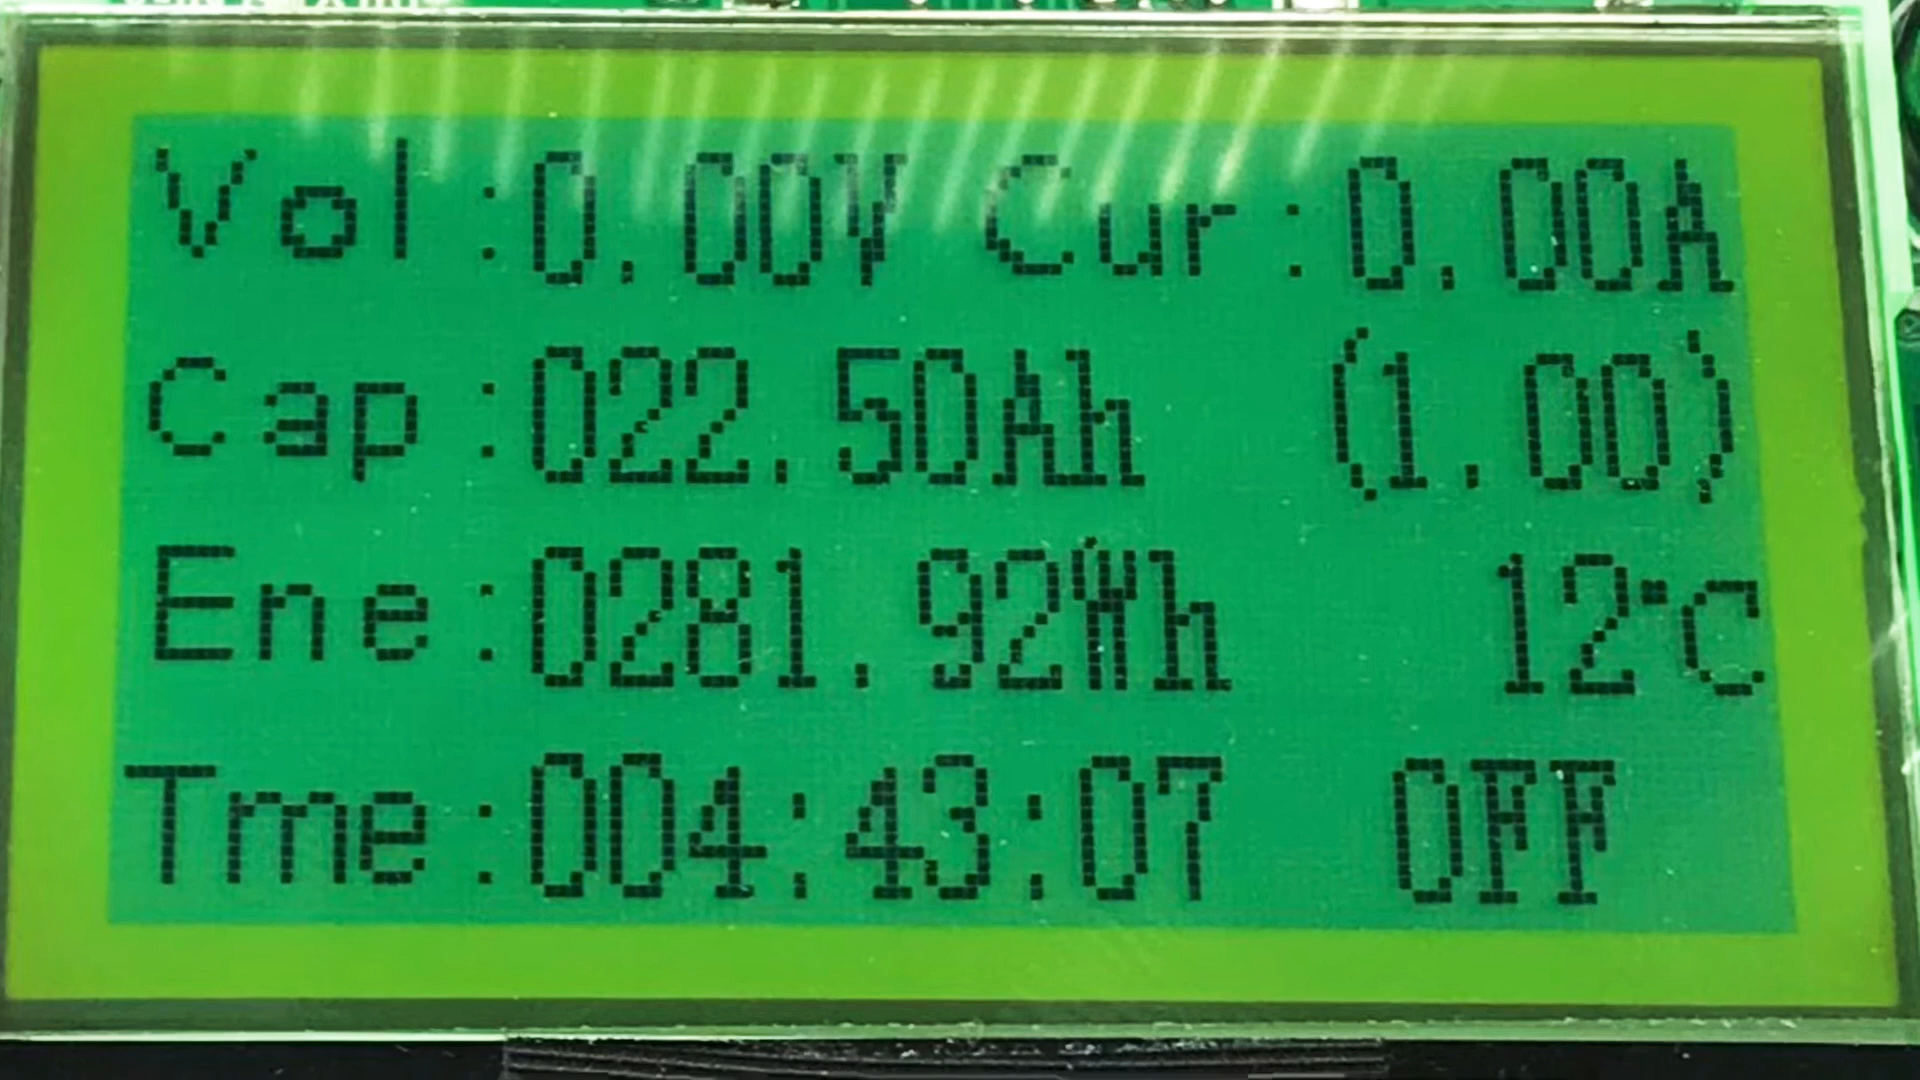 Vol:0.00V Cur:0.00A
Cap:022.50Ah (1.00)
Ene:0281.92Wh 12°C
Tme:004:43:07 OFF